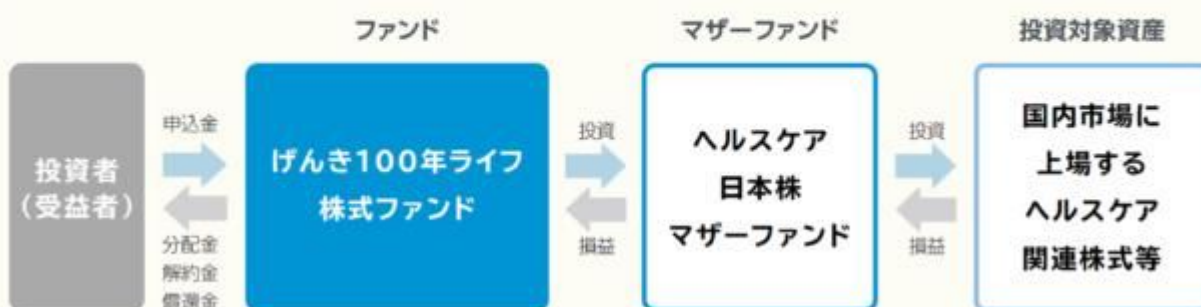 ファンド
マザーファンド
投資対象資産
投資者
（受益者）
申込金
分配金
解約金
償還金
げんき100年ライフ
株式ファンド
投資
損益
ヘルスケア
日本株
マザーファンド
投資
損益
国内市場に
上場する
ヘルスケア
関連株式等